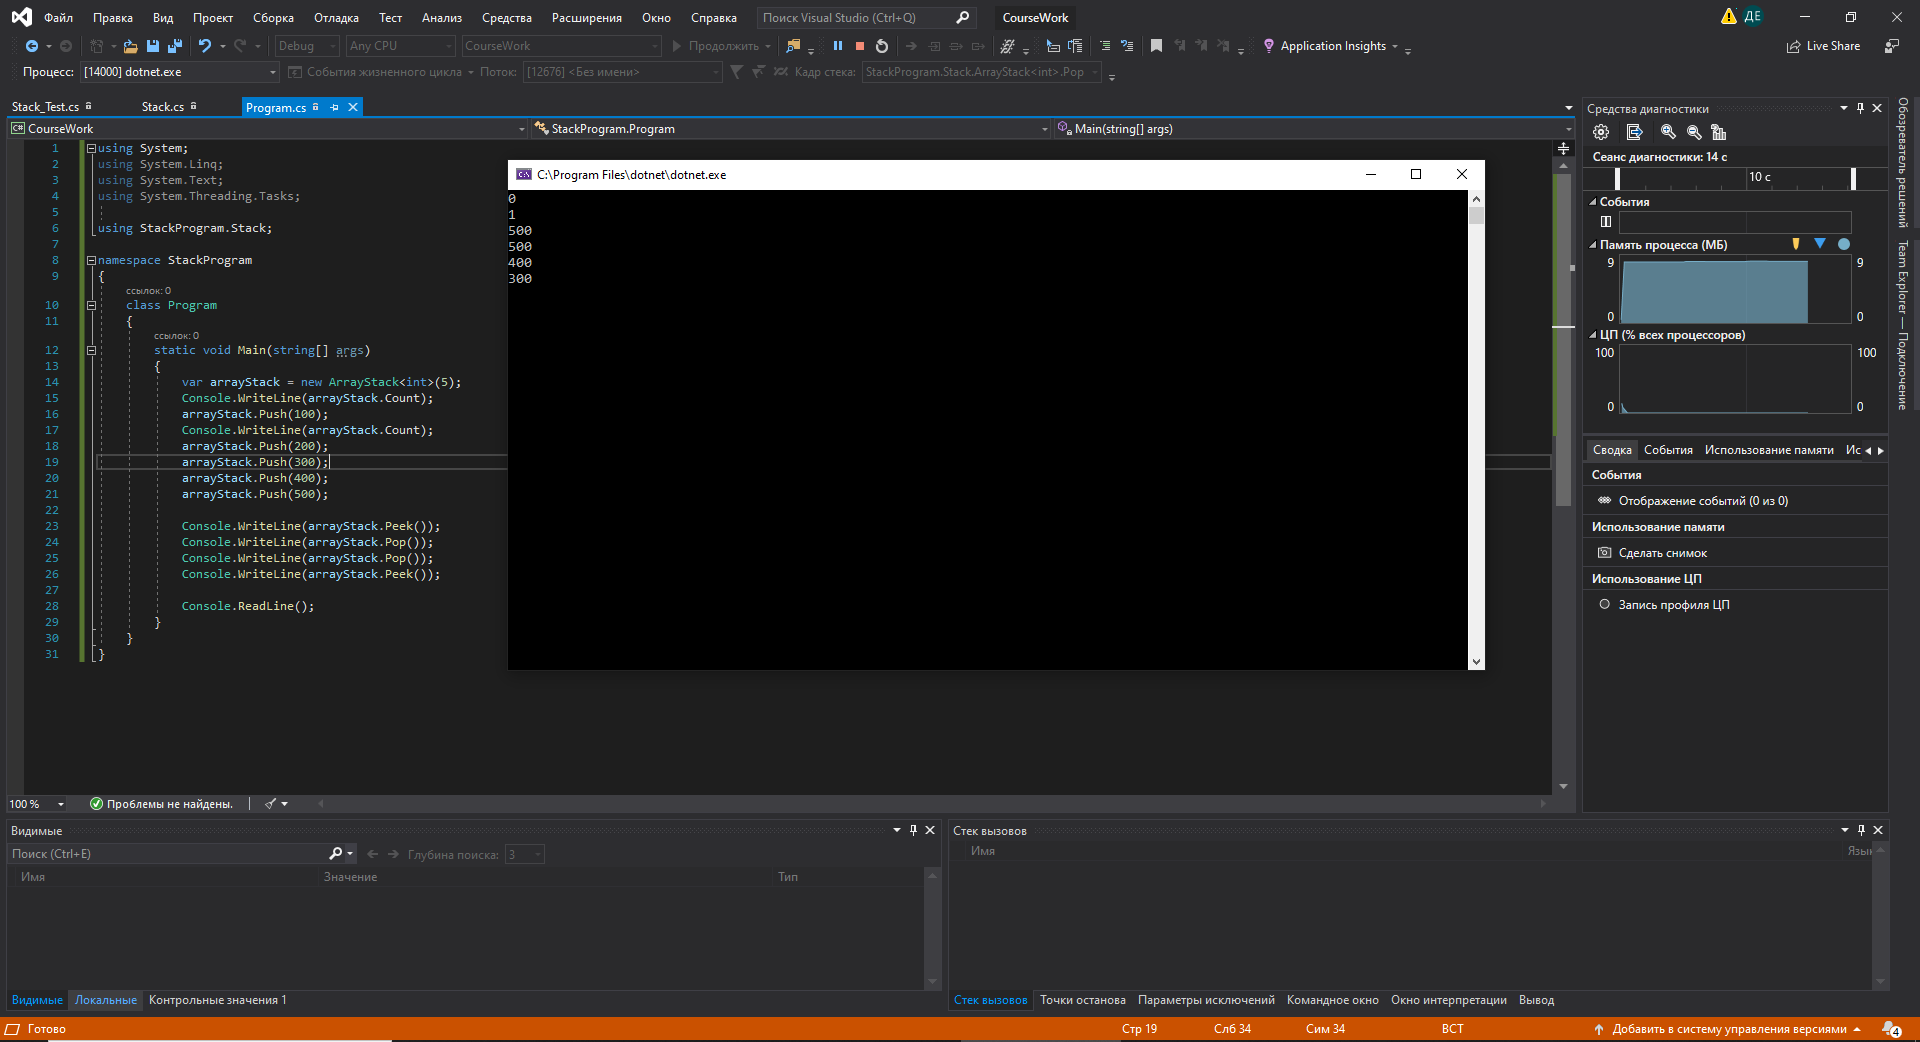 Файл Правка Вид Проект Сборка Отладка Тест Анализ Средства Расширения Окно Справка Поиск Visual Studio (Ctrl+Q) CourseWork ДЕ
Debug Any CPU CourseWork Продолжить Application Insights Live Share
Процесс: [14000] dotnet.exe События жизненного цикла Поток: [12676] <Без имени> Кадр стека: StackProgram.Stack.ArrayStack<int>.Pop
Stack_Test.cs Stack.cs Program.cs
C# CourseWork StackProgram.Program Main(string[] args)
1 using System;
2 using System.Linq;
3 using System.Text;
4 using System.Threading.Tasks;
5
6 using StackProgram.Stack;
7
8 namespace StackProgram
9 {
ссылок: 0
10 class Program
11 {
ссылок: 0
12 static void Main(string[] args)
13 {
14 var arrayStack = new ArrayStack<int>(5);
15 Console.WriteLine(arrayStack.Count);
16 arrayStack.Push(100);
17 Console.WriteLine(arrayStack.Count);
18 arrayStack.Push(200);
19 arrayStack.Push(300);
20 arrayStack.Push(400);
21 arrayStack.Push(500);
22
23 Console.WriteLine(arrayStack.Peek());
24 Console.WriteLine(arrayStack.Pop());
25 Console.WriteLine(arrayStack.Pop());
26 Console.WriteLine(arrayStack.Peek());
27
28 Console.ReadLine();
29 }
30 }
31 }
C:\Program Files\dotnet\dotnet.exe
0
1
500
500
400
300
Средства диагностики
Сеанс диагностики: 14 с
10 с
События
Память процесса (МБ)
9 9
0 0
ЦП (% всех процессоров)
100 100
0 0
Сводка События Использование памяти Ис
События
Отображение событий (0 из 0)
Использование памяти
Сделать снимок
Использование ЦП
Запись профиля ЦП
Обозреватель решений
Team Explorer — Подключение
100 % Проблемы не найдены.
Видимые
Поиск (Ctrl+E) Глубина поиска: 3
Имя Значение Тип
Видимые Локальные Контрольные значения 1
Стек вызовов
Имя Язык
Стек вызовов Точки останова Параметры исключений Командное окно Окно интерпретации Вывод
Готово Стр 19 Слб 34 Сим 34 ВСТ Добавить в систему управления версиями 4